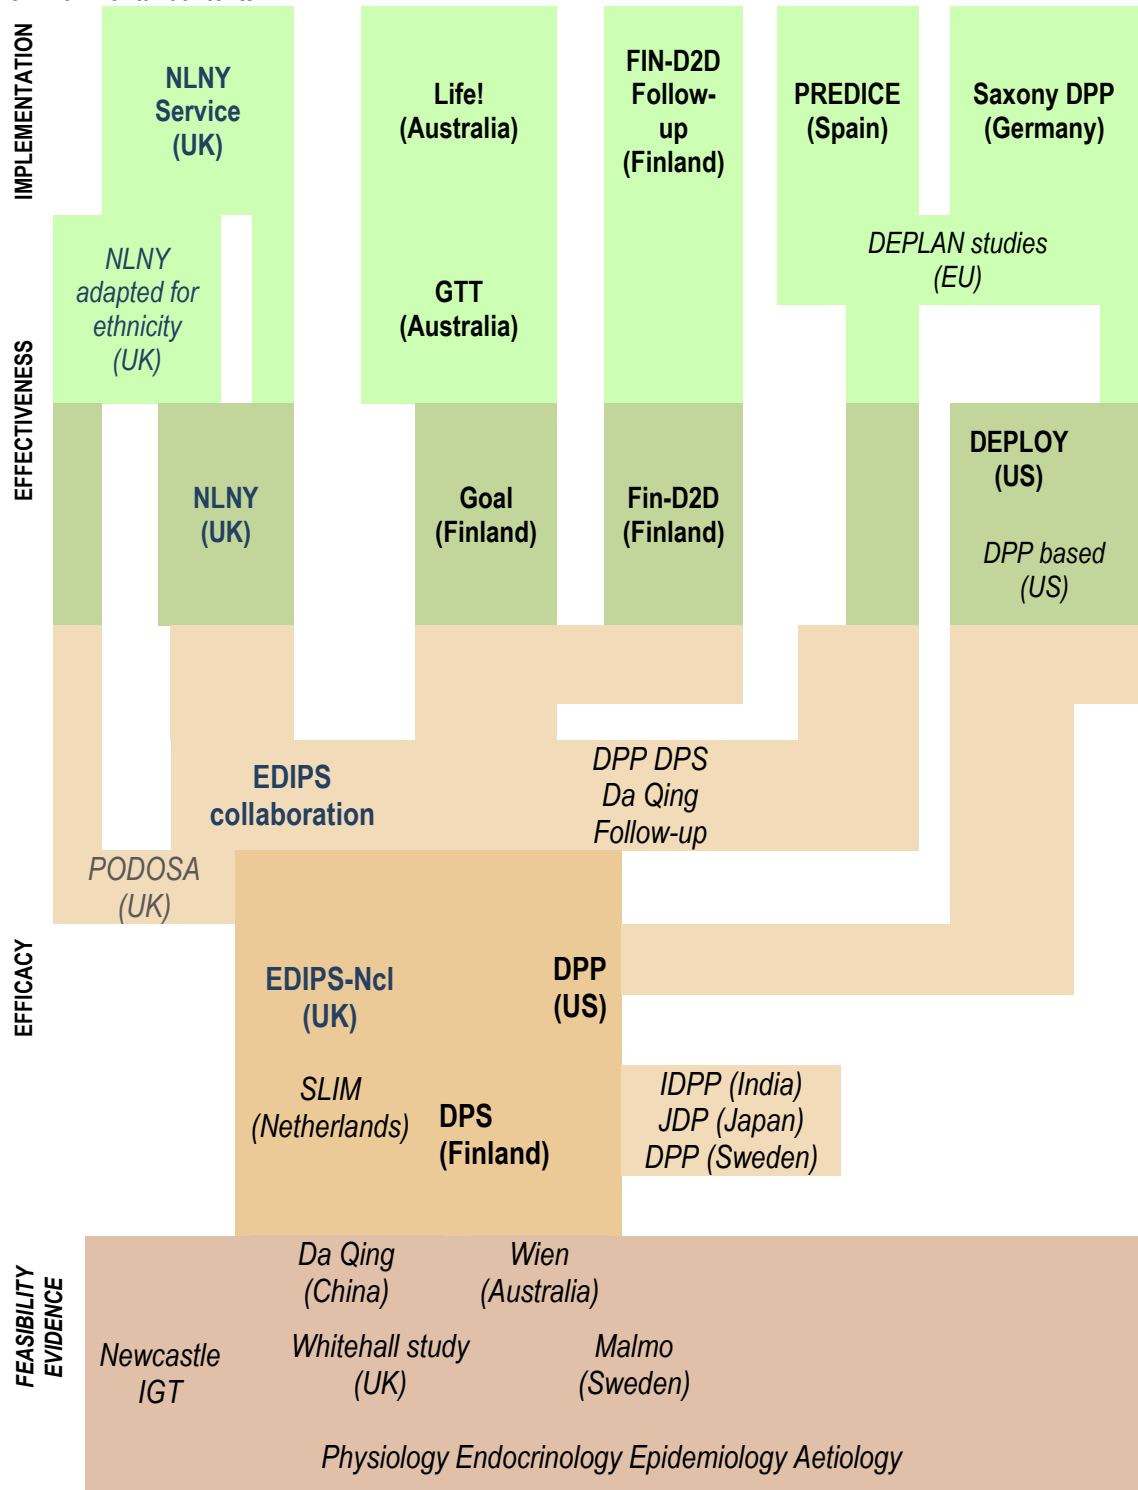 IMPLEMENTATION
NLNY
Service
(UK)
Life!
(Australia)
FIN-D2D
Follow-
up
(Finland)
PREDICE
(Spain)
Saxony DPP
(Germany)
NLNY
adapted for
ethnicity
(UK)
GTT
(Australia)
DEPLAN studies
(EU)
EFFECTIVENESS
NLNY
(UK)
Goal
(Finland)
Fin-D2D
(Finland)
DEPLOY
(US)
DPP based
(US)
EDIPS
collaboration
DPP DPS
Da Qing
Follow-up
PODOSA
(UK)
EFFICACY
EDIPS-Ncl
(UK)
DPP
(US)
SLIM
(Netherlands)
DPS
(Finland)
IDPP (India)
JDP (Japan)
DPP (Sweden)
FEASIBILITY
EVIDENCE
Da Qing
(China)
Wien
(Australia)
Newcastle
IGT
Whitehall study
(UK)
Malmo
(Sweden)
Physiology Endocrinology Epidemiology Aetiology